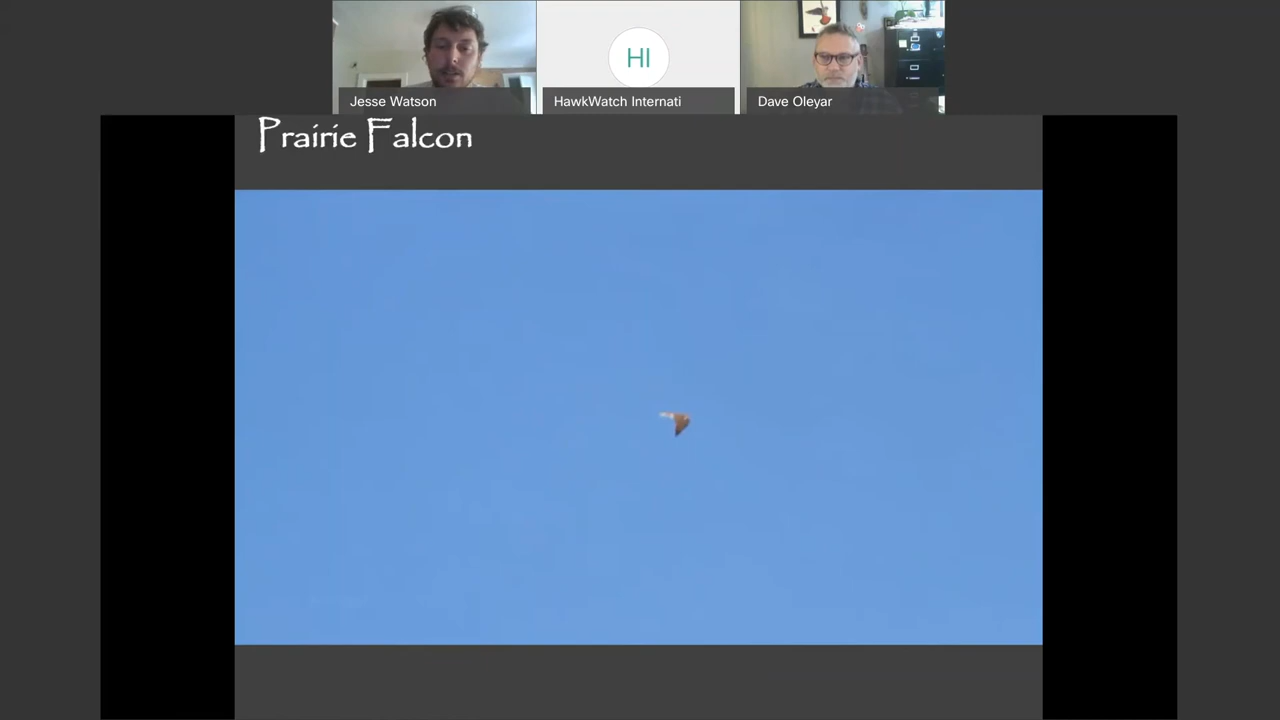 HI
Jesse Watson
HawkWatch Internati
Dave Oleyar
Prairie Falcon